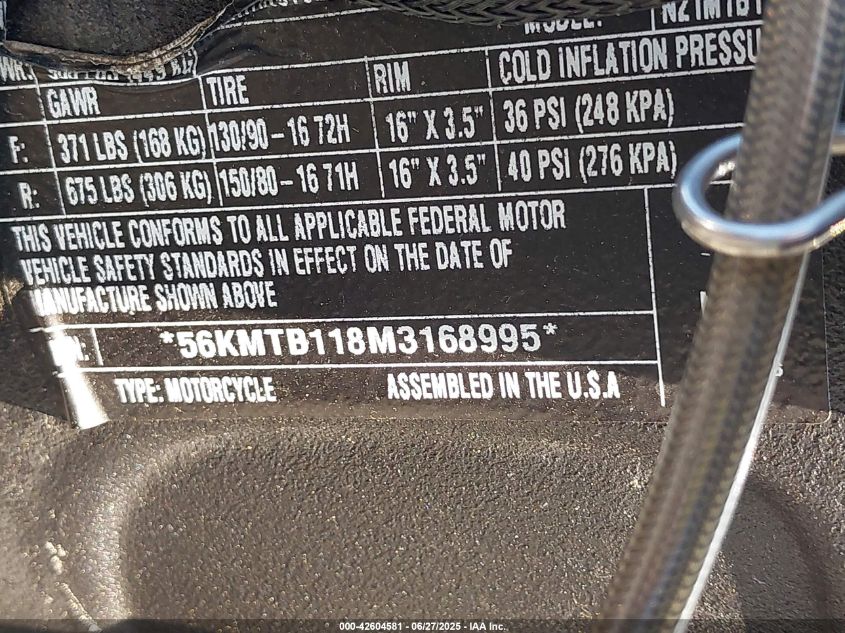 MODEL:
COLD INFLATION PRESSU
GAWR TIRE RIM
F: 371 LBS (168 KG) 130/90 - 16 72H 16" X 3.5" 36 PSI (248 KPA)
R: 675 LBS (306 KG) 150/80 - 16 71H 16" X 3.5" 40 PSI (276 KPA)
THIS VEHICLE CONFORMS TO ALL APPLICABLE FEDERAL MOTOR
VEHICLE SAFETY STANDARDS IN EFFECT ON THE DATE OF
MANUFACTURE SHOWN ABOVE
*56KMTB118M3168995*
TYPE: MOTORCYCLE ASSEMBLED IN THE U.S.A
000-42604581 - 06/27/2025 - IAA Inc.